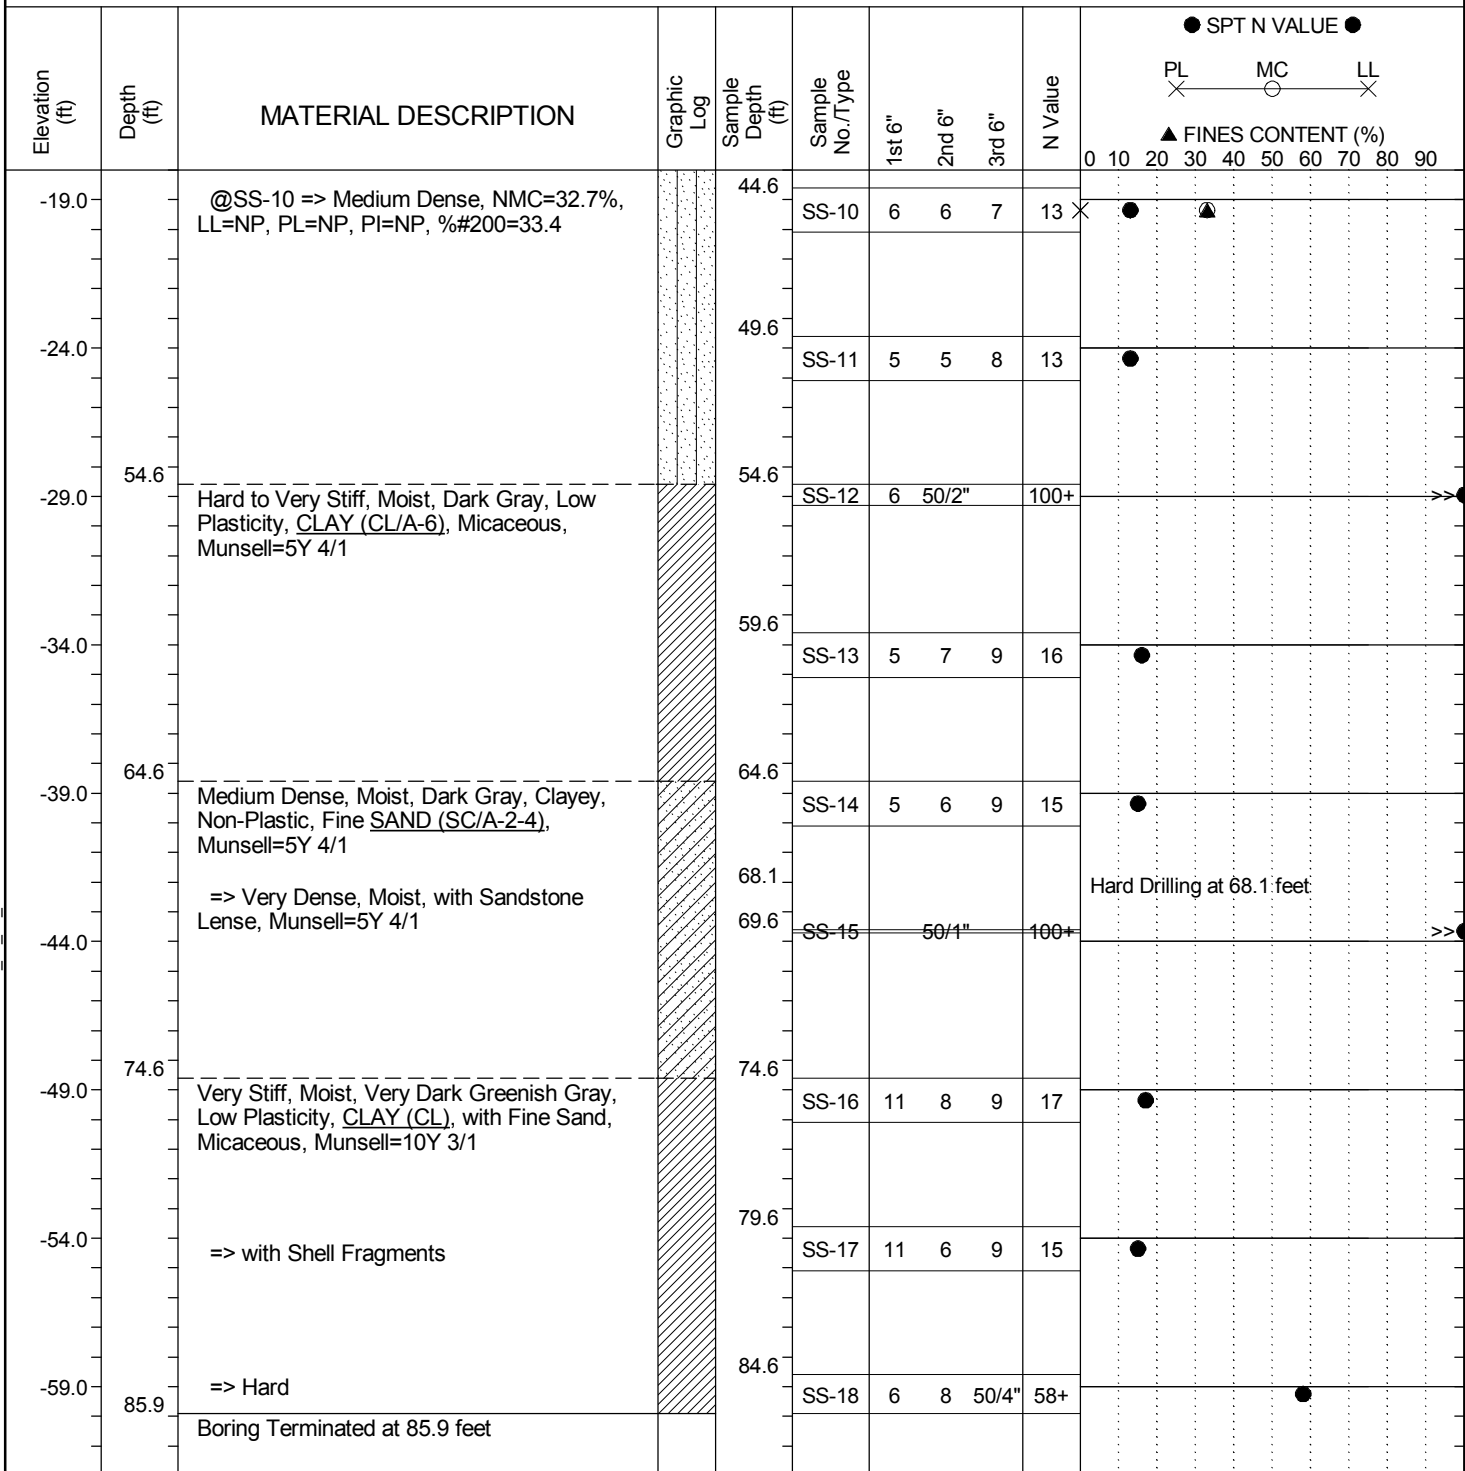 Elevation (ft)
Depth (ft)
MATERIAL DESCRIPTION
Graphic Log
Sample Depth (ft)
Sample No./Type
1st 6"
2nd 6"
3rd 6"
N Value
● SPT N VALUE ●
PL MC LL
▲ FINES CONTENT (%)
0 10 20 30 40 50 60 70 80 90
44.6
-19.0
@SS-10 => Medium Dense, NMC=32.7%,
LL=NP, PL=NP, PI=NP, %#200=33.4
SS-10 6 6 7 13
49.6
-24.0
SS-11 5 5 8 13
54.6 54.6
-29.0
Hard to Very Stiff, Moist, Dark Gray, Low
Plasticity, CLAY (CL/A-6), Micaceous,
Munsell=5Y 4/1
SS-12 6 50/2" 100+ >>
59.6
-34.0
SS-13 5 7 9 16
64.6 64.6
-39.0
Medium Dense, Moist, Dark Gray, Clayey,
Non-Plastic, Fine SAND (SC/A-2-4),
Munsell=5Y 4/1
SS-14 5 6 9 15
68.1
Hard Drilling at 68.1 feet
=> Very Dense, Moist, with Sandstone
Lense, Munsell=5Y 4/1
69.6
-44.0
SS-15 50/1" 100+ >>
74.6 74.6
-49.0
Very Stiff, Moist, Very Dark Greenish Gray,
Low Plasticity, CLAY (CL), with Fine Sand,
Micaceous, Munsell=10Y 3/1
SS-16 11 8 9 17
79.6
-54.0
=> with Shell Fragments
SS-17 11 6 9 15
84.6
-59.0
=> Hard
SS-18 6 8 50/4" 58+
85.9
Boring Terminated at 85.9 feet